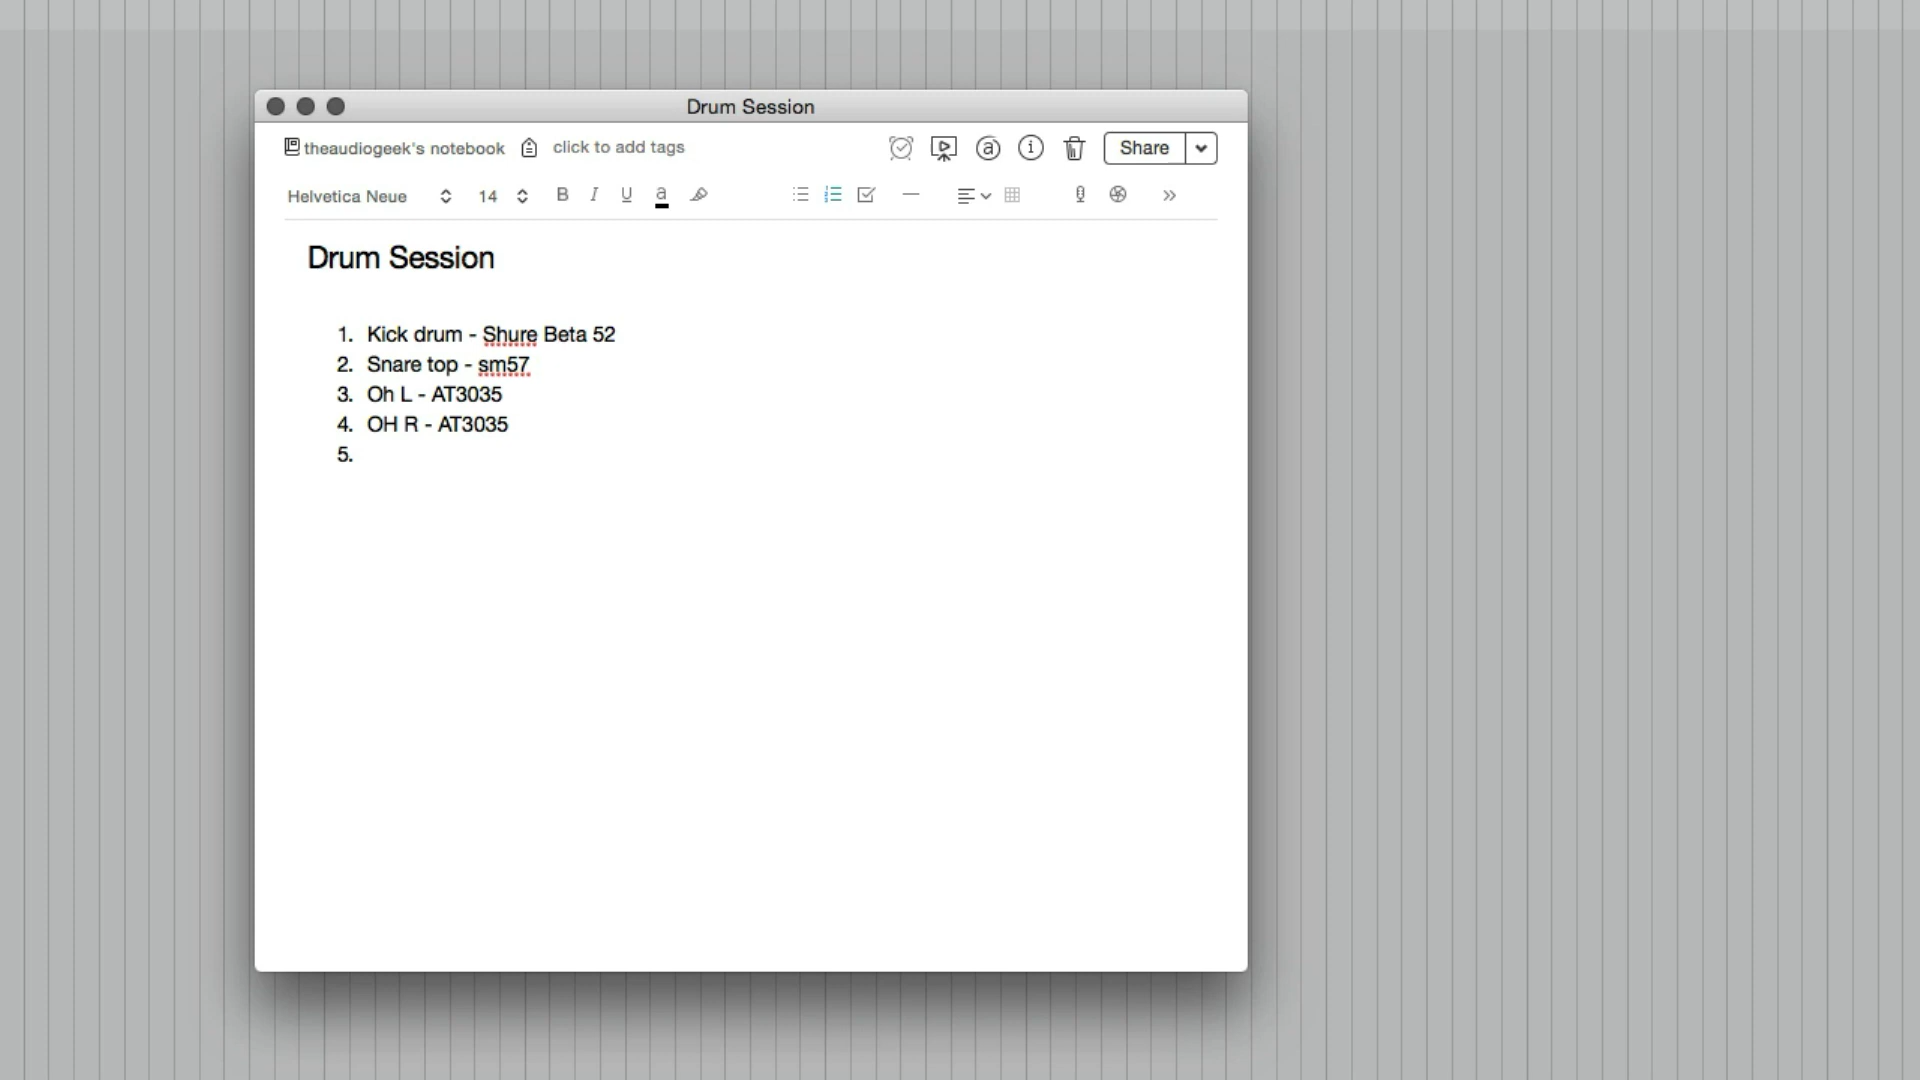 Drum Session
theaudiogeek's notebook click to add tags Share
Helvetica Neue 14 B I U a
Drum Session
1. Kick drum - Shure Beta 52
2. Snare top - sm57
3. Oh L - AT3035
4. OH R - AT3035
5.